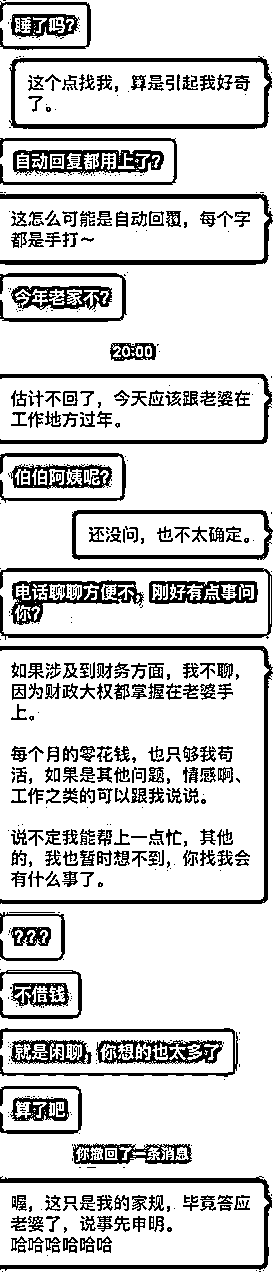 睡了吗？
这个点找我，算是引起我好奇
了。
自动回复都用上了？
这怎么可能是自动回覆，每个字
都是手打～
今年老家不？
20:00
估计不回了，今天应该跟老婆在
工作地方过年。
伯伯阿姨呢？
还没问，也不太确定。
电话聊聊方便不，刚好有点事问
你？
如果涉及到财务方面，我不聊，
因为财政大权都掌握在老婆手
上。
每个月的零花钱，也只够我苟
活，如果是其他问题，情感啊、
工作之类的可以跟我说说。
说不定我能帮上一点忙，其他
的，我也暂时想不到，你找我会
有什么事了。
？？？
不借钱
就是闲聊，你想的也太多了
算了吧
你撤回了一条消息
喔，这只是我的家规，毕竟答应
老婆了，说事先申明。
哈哈哈哈哈哈